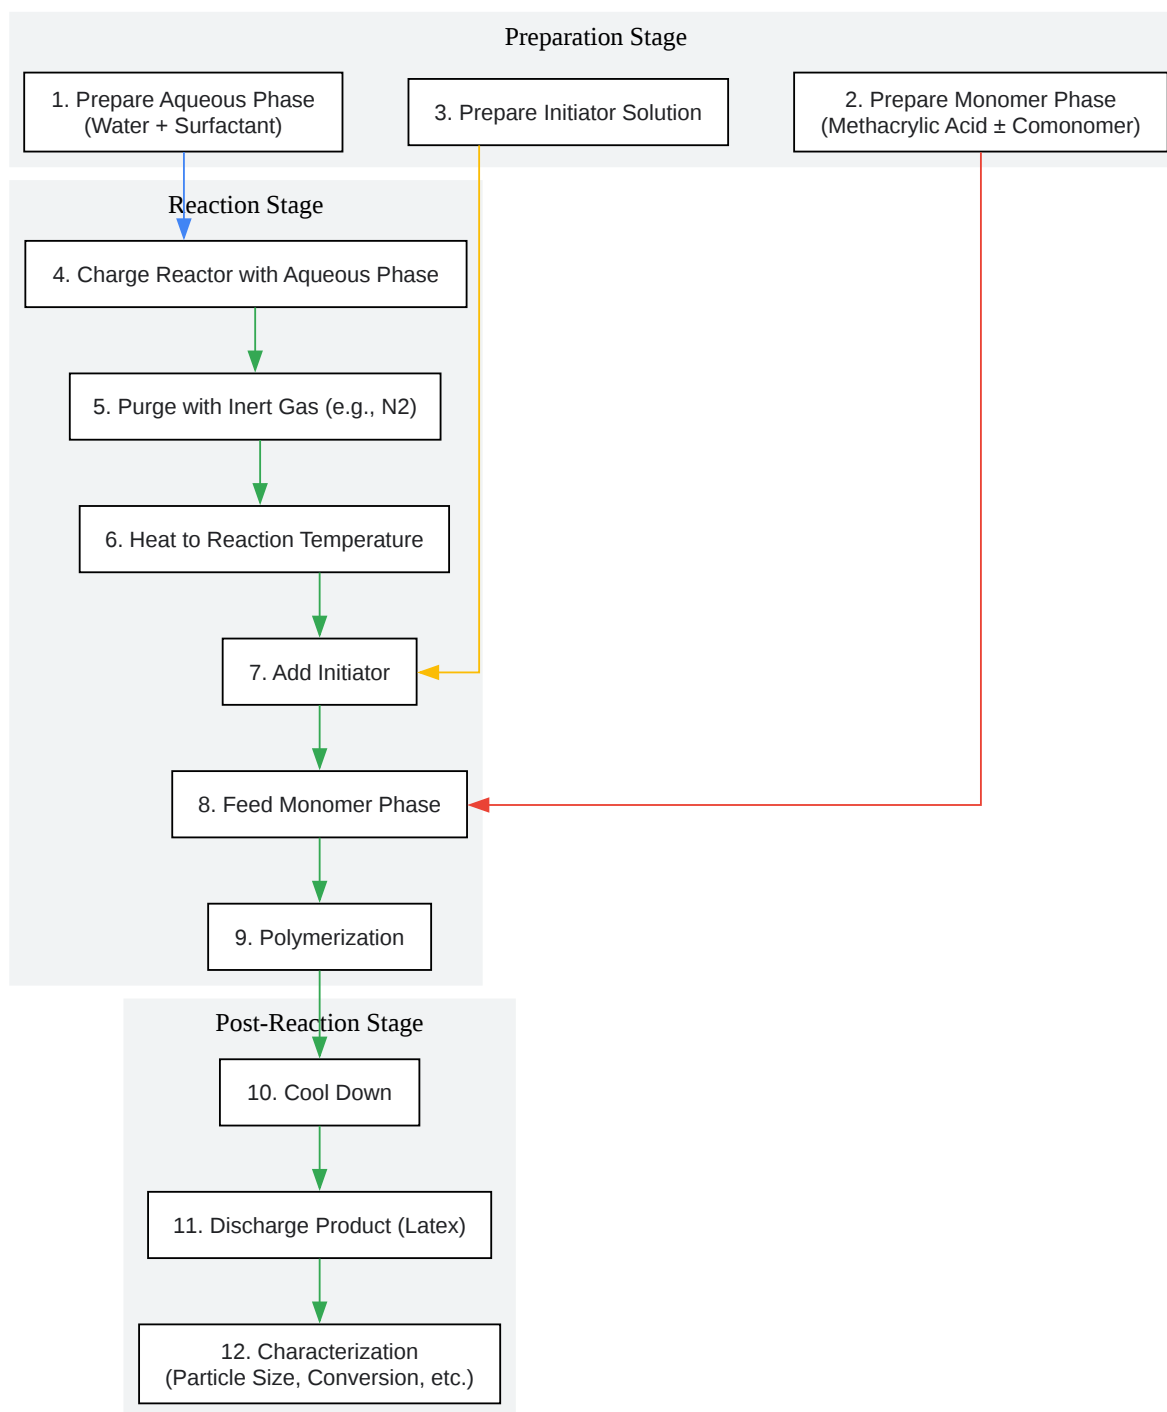 Preparation Stage
1. Prepare Aqueous Phase
(Water + Surfactant)
3. Prepare Initiator Solution
2. Prepare Monomer Phase
(Methacrylic Acid ± Comonomer)
Reaction Stage
4. Charge Reactor with Aqueous Phase
5. Purge with Inert Gas (e.g., N2)
6. Heat to Reaction Temperature
7. Add Initiator
8. Feed Monomer Phase
9. Polymerization
Post-Reaction Stage
10. Cool Down
11. Discharge Product (Latex)
12. Characterization
(Particle Size, Conversion, etc.)